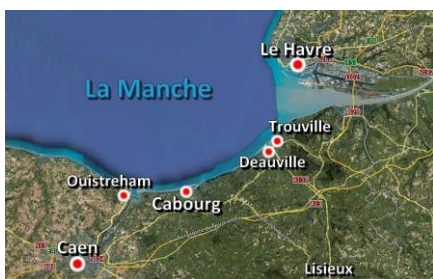 Le Havre
La Manche
Trouville
Deauville
Ouistreham
Cabourg
Caen
Lisieux